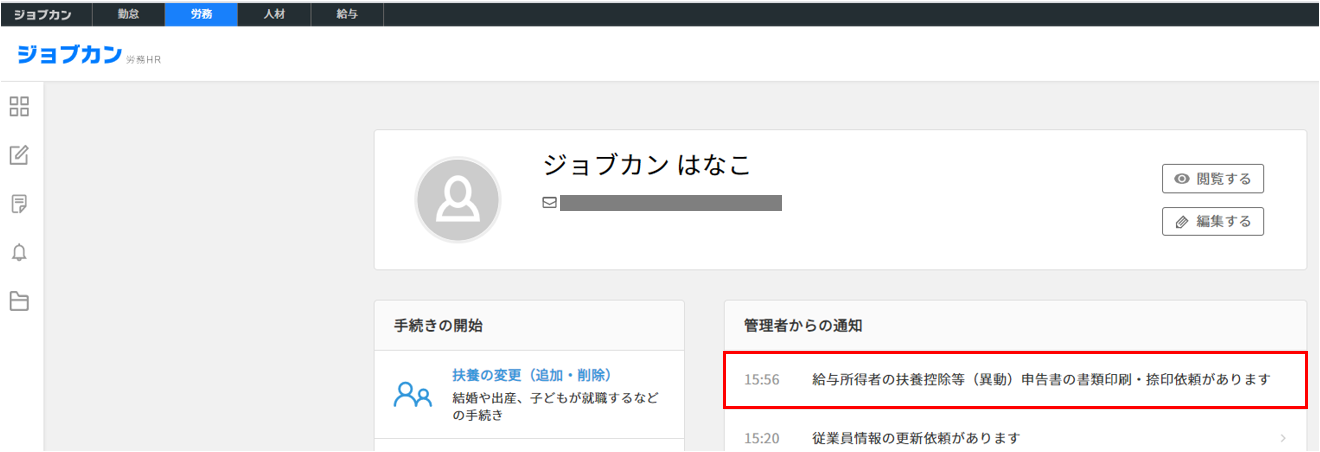 ジョブカン 勤怠 労務 人材 給与
ジョブカン 労務HR
ジョブカン はなこ
閲覧する
編集する
手続きの開始
扶養の変更（追加・削除）
結婚や出産、子どもが就職するなど
の手続き
管理者からの通知
15:56 給与所得者の扶養控除等（異動）申告書の書類印刷・捺印依頼があります
15:20 従業員情報の更新依頼があります